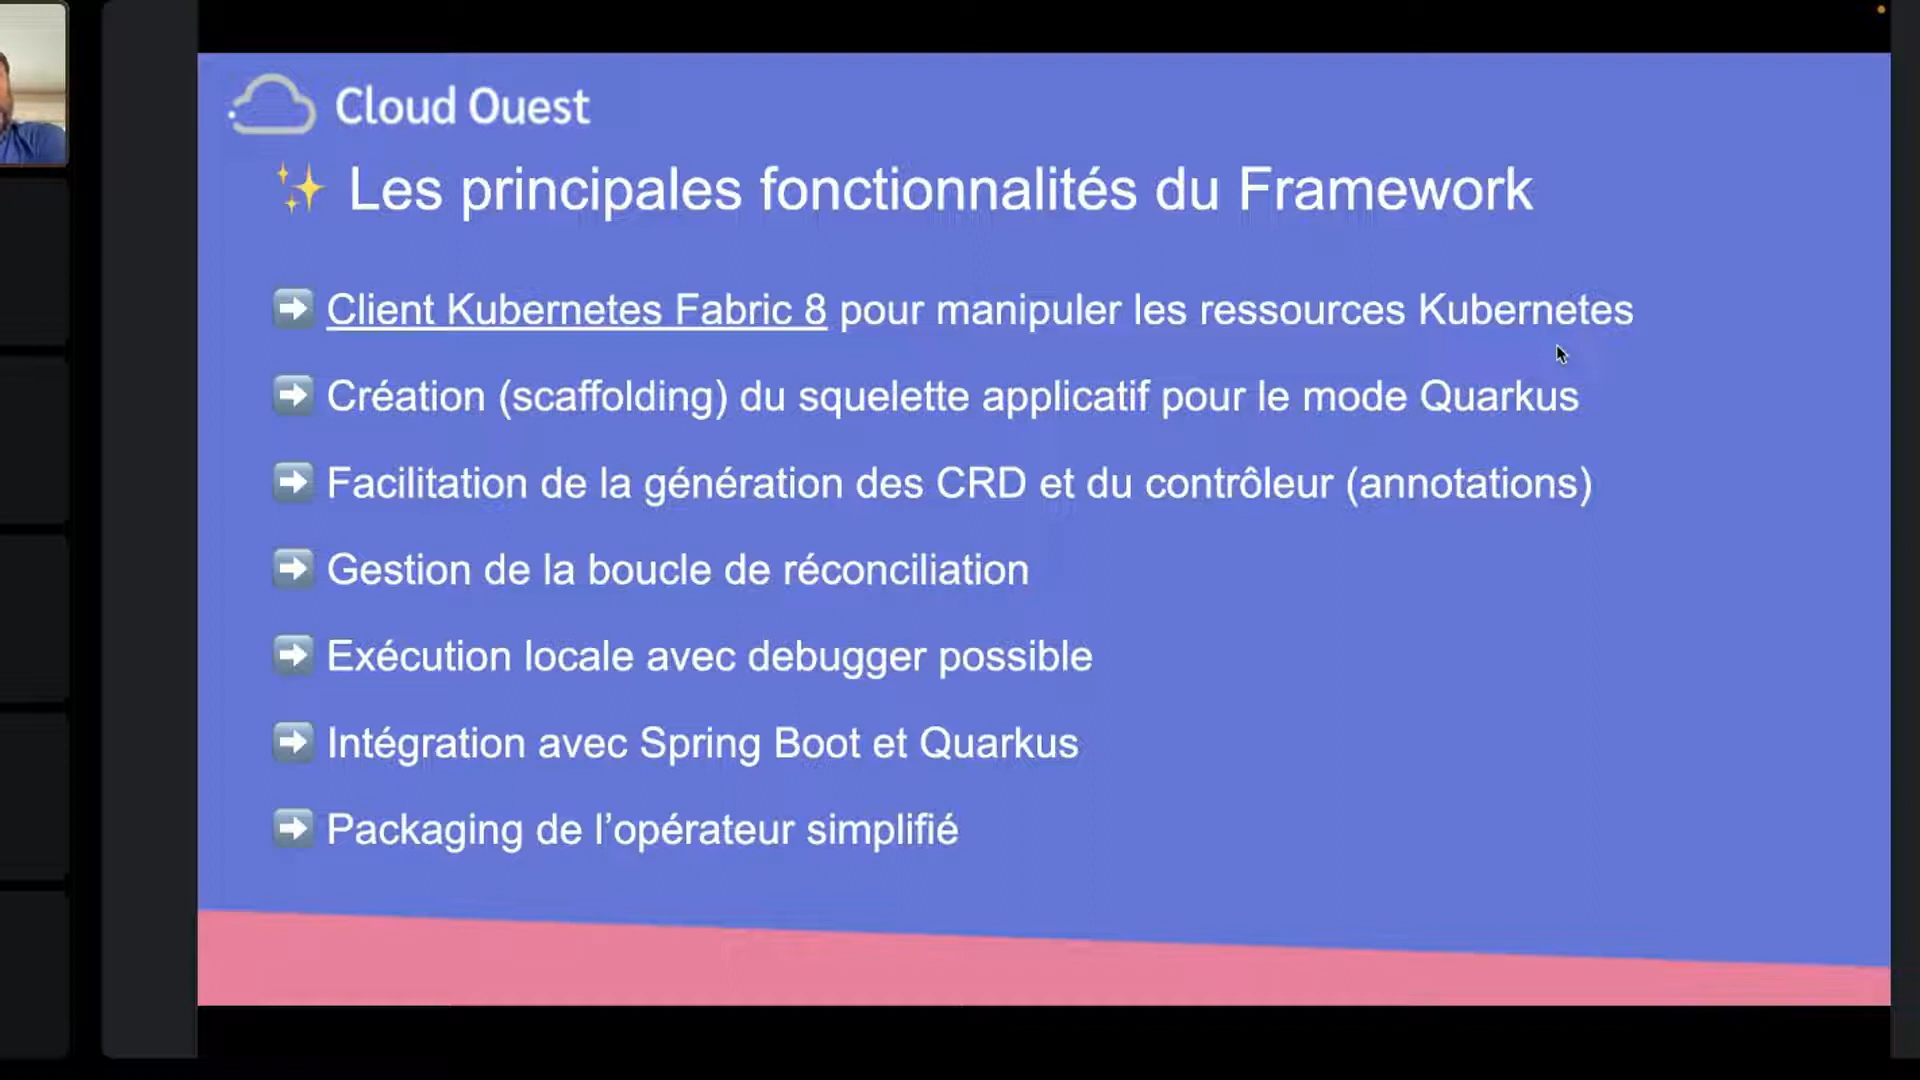 Cloud Ouest
✨ Les principales fonctionnalités du Framework
➡️ Client Kubernetes Fabric 8 pour manipuler les ressources Kubernetes
➡️ Création (scaffolding) du squelette applicatif pour le mode Quarkus
➡️ Facilitation de la génération des CRD et du contrôleur (annotations)
➡️ Gestion de la boucle de réconciliation
➡️ Exécution locale avec debugger possible
➡️ Intégration avec Spring Boot et Quarkus
➡️ Packaging de l’opérateur simplifié